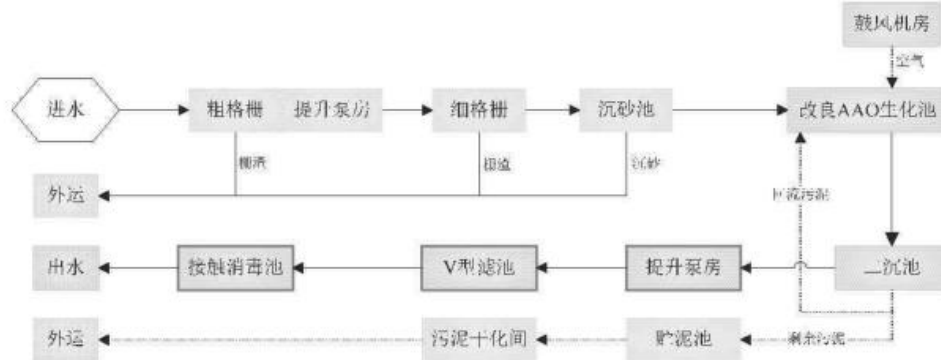 鼓风机房
空气
进水
粗格栅 提升泵房
细格栅
沉砂池
改良AAO生化池
栅渣
栅渣
沉砂
外运
回流污泥
出水
接触消毒池
V型滤池
提升泵房
二沉池
外运
污泥干化间
贮泥池
剩余污泥